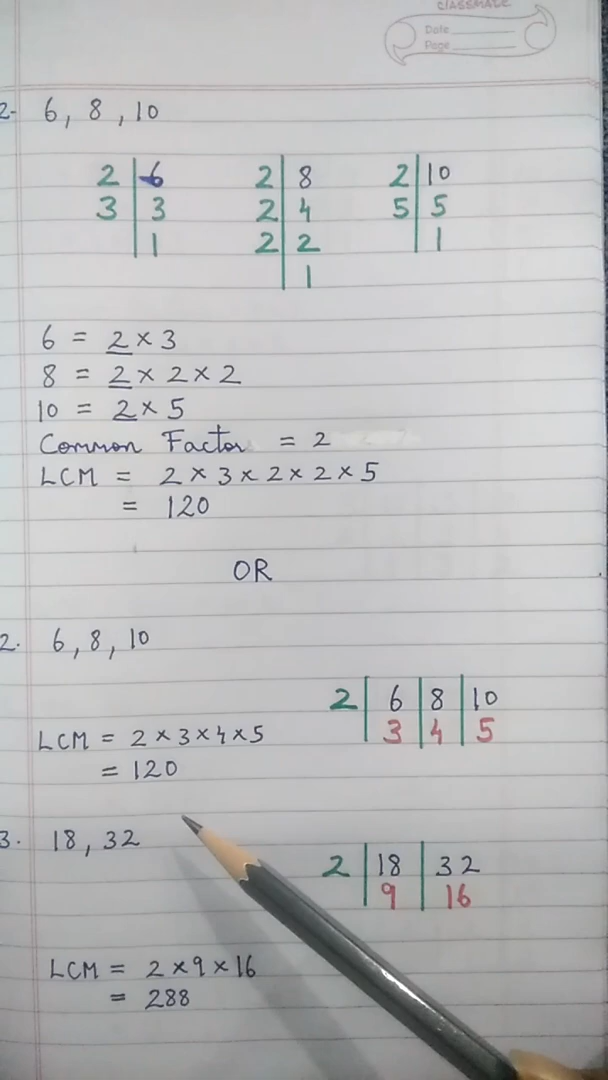 CLASSMATE
Date
Page
2- 6, 8, 10
2 | 6   2 | 8   2 | 10
3 | 3   2 | 4   5 | 5
1   2 | 2   1
1
6 = 2 × 3
8 = 2 × 2 × 2
10 = 2 × 5
Common Factor = 2
LCM = 2 × 3 × 2 × 2 × 5
= 120
OR
2. 6, 8, 10
2 | 6 | 8 | 10
3 | 4 | 5
LCM = 2 × 3 × 4 × 5
= 120
3. 18, 32
2 | 18 | 32
9 | 16
LCM = 2 × 9 × 16
= 288